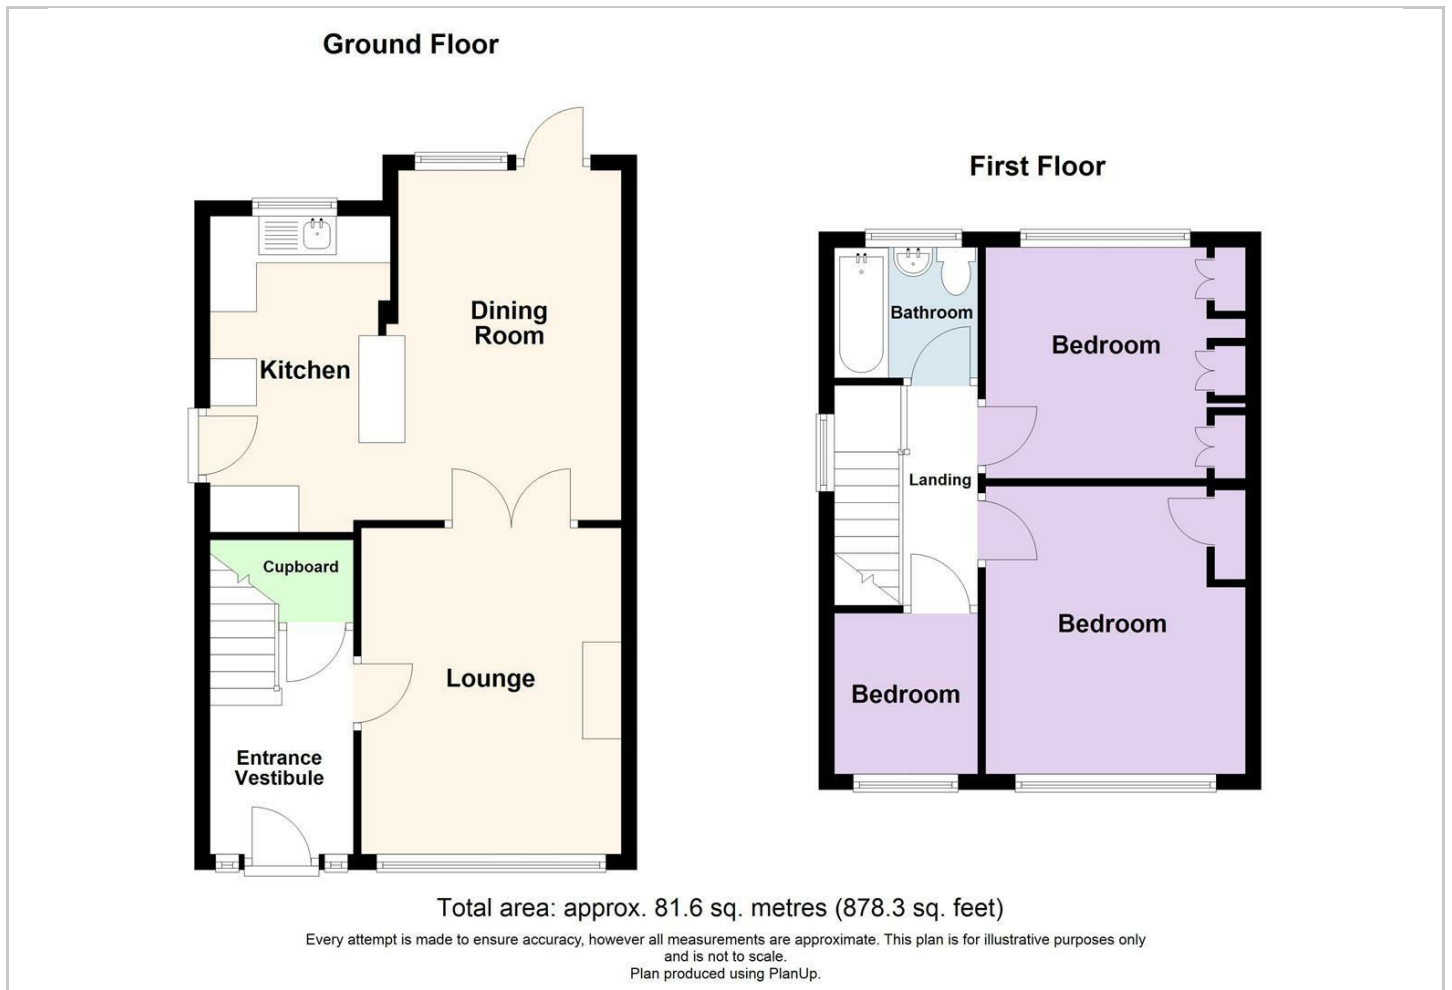 Ground Floor
First Floor
Dining
Room
Kitchen
Cupboard
Lounge
Entrance
Vestibule
Bathroom
Bedroom
Landing
Bedroom
Bedroom
Total area: approx. 81.6 sq. metres (878.3 sq. feet)
Every attempt is made to ensure accuracy, however all measurements are approximate. This plan is for illustrative purposes only
and is not to scale.
Plan produced using PlanUp.